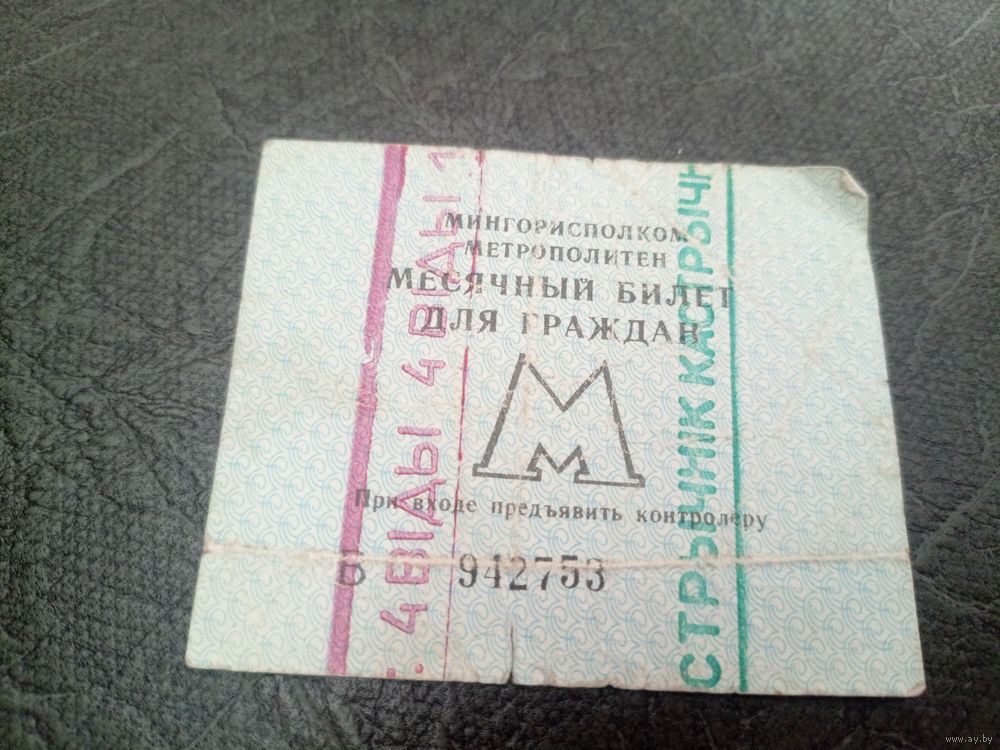 МИНГОРИСПОЛКОМ
МЕТРОПОЛИТЕН
МЕСЯЧНЫЙ БИЛЕТ
ДЛЯ ГРАЖДАН
М
При входе предъявить контролеру
Б 942753
4 ВІДЫ 4 ВІДЫ 1
СТРЫЧНІК КАСТРЫЧН
www.ay.by